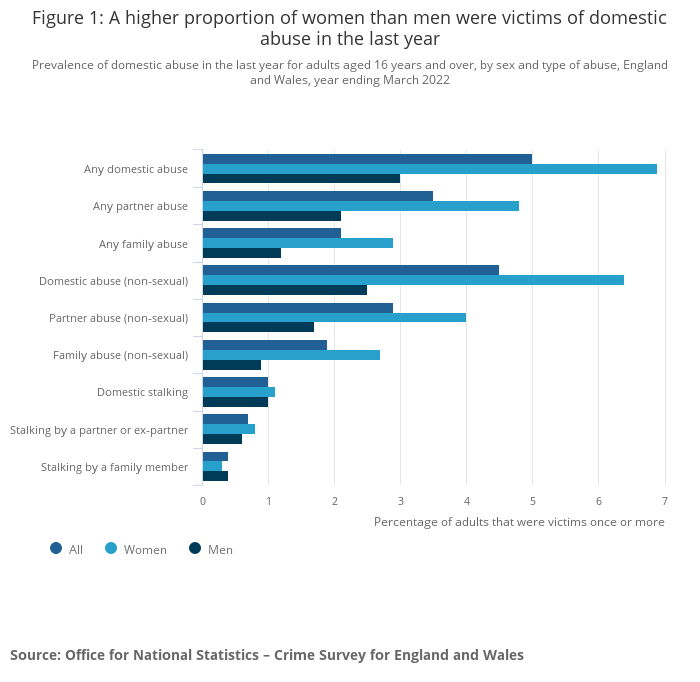 Figure 1: A higher proportion of women than men were victims of domestic
abuse in the last year
Prevalence of domestic abuse in the last year for adults aged 16 years and over, by sex and type of abuse, England
and Wales, year ending March 2022
Any domestic abuse
Any partner abuse
Any family abuse
Domestic abuse (non-sexual)
Partner abuse (non-sexual)
Family abuse (non-sexual)
Domestic stalking
Stalking by a partner or ex-partner
Stalking by a family member
0 1 2 3 4 5 6 7
Percentage of adults that were victims once or more
All Women Men
Source: Office for National Statistics – Crime Survey for England and Wales